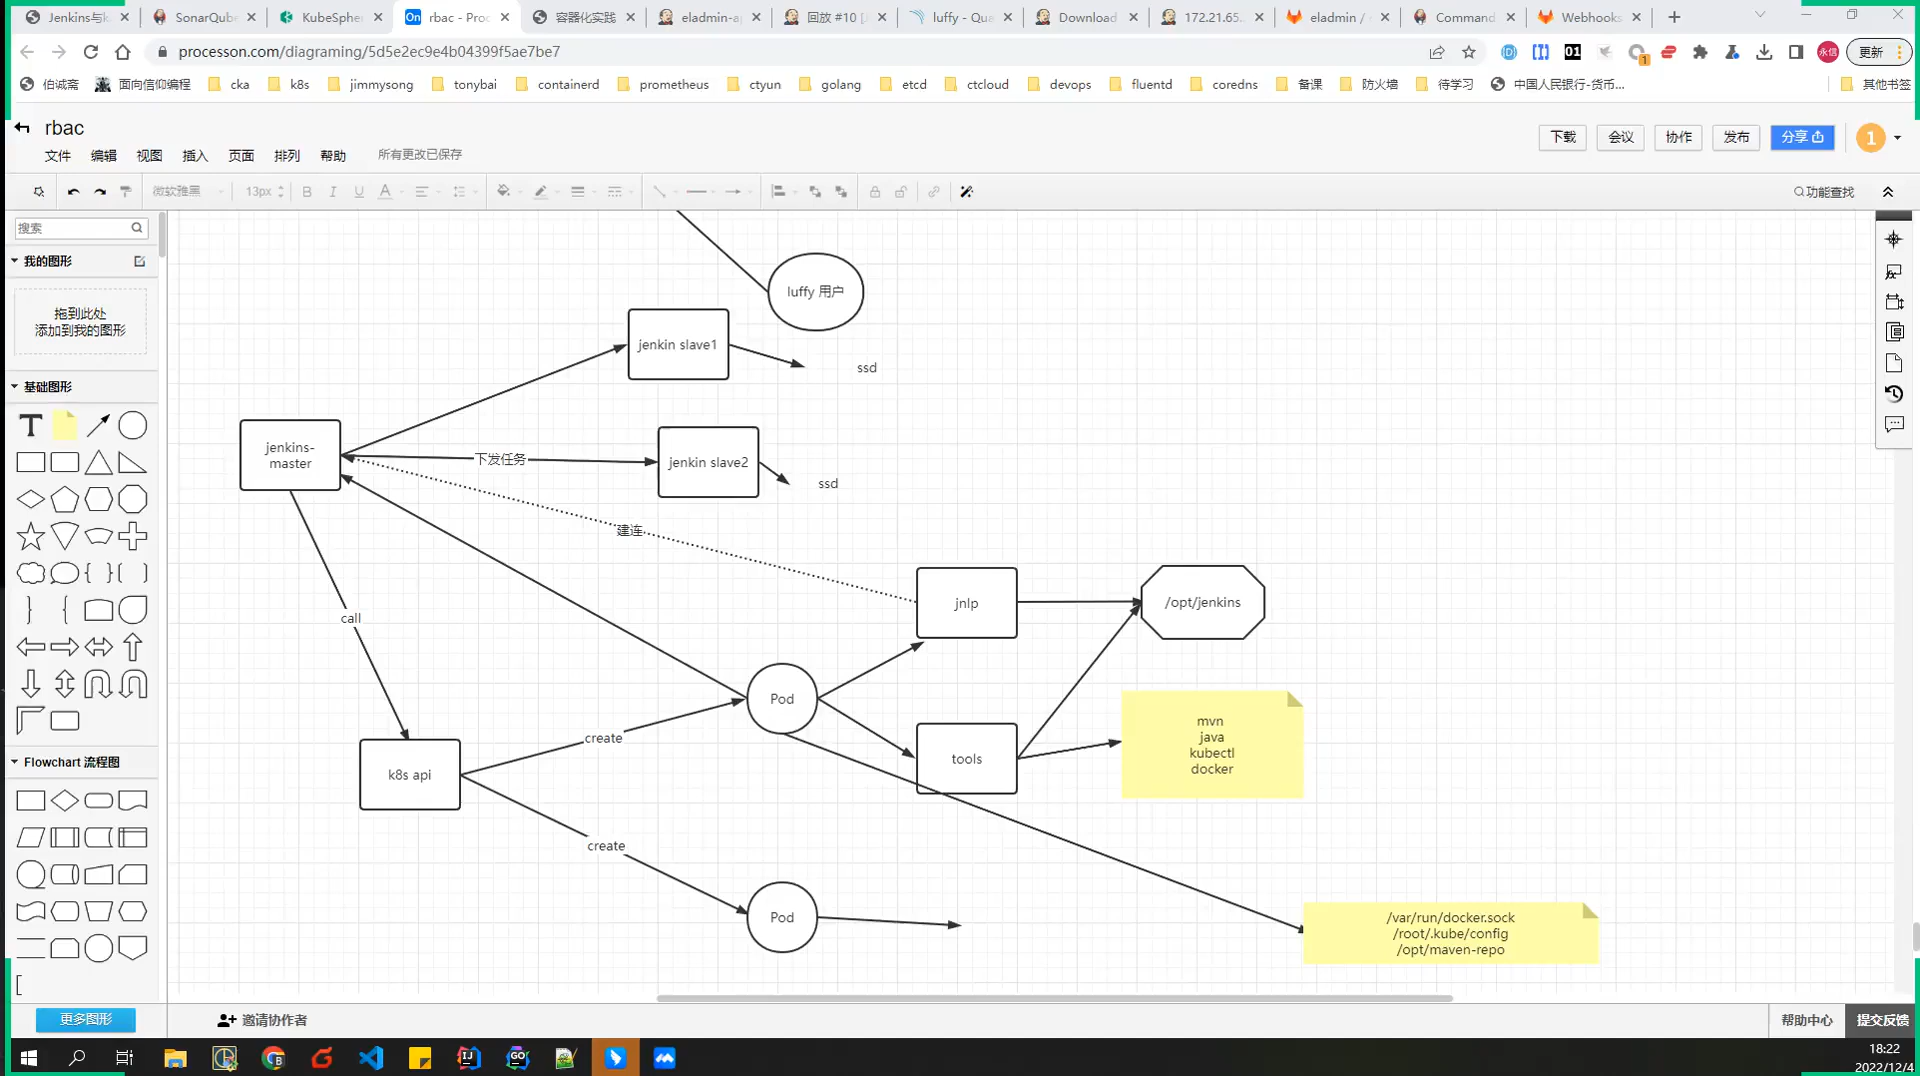 Jenkins与k
SonarQub
KubeSpher
rbac - Proc
容器化实践
eladmin-a
回放 #10 [
luffy - Qua
Download
172.21.65.
eladmin /
Command
Webhooks
processon.com/diagraming/5d5e2ec9e4b04399f5ae7be7
更新
伯诚斋
面向信仰编程
cka
k8s
jimmysong
tonybai
containerd
prometheus
ctyun
golang
etcd
ctcloud
devops
fluentd
coredns
备课
防火墙
待学习
中国人民银行-货币...
其他书签
rbac
文件
编辑
视图
插入
页面
排列
帮助
所有更改已保存
下载
会议
协作
发布
分享
1
微软雅黑
13px
B
I
U
A
功能查找
搜索
我的图形
拖到此处
添加到我的图形
基础图形
Flowchart 流程图
更多图形
luffy 用户
jenkin slave1
ssd
jenkins-
master
下发任务
jenkin slave2
ssd
建连
call
jnlp
/opt/jenkins
Pod
create
tools
mvn
java
kubectl
docker
k8s api
create
Pod
/var/run/docker.sock
/root/.kube/config
/opt/maven-repo
邀请协作者
帮助中心
提交反馈
18:22
2022/12/4